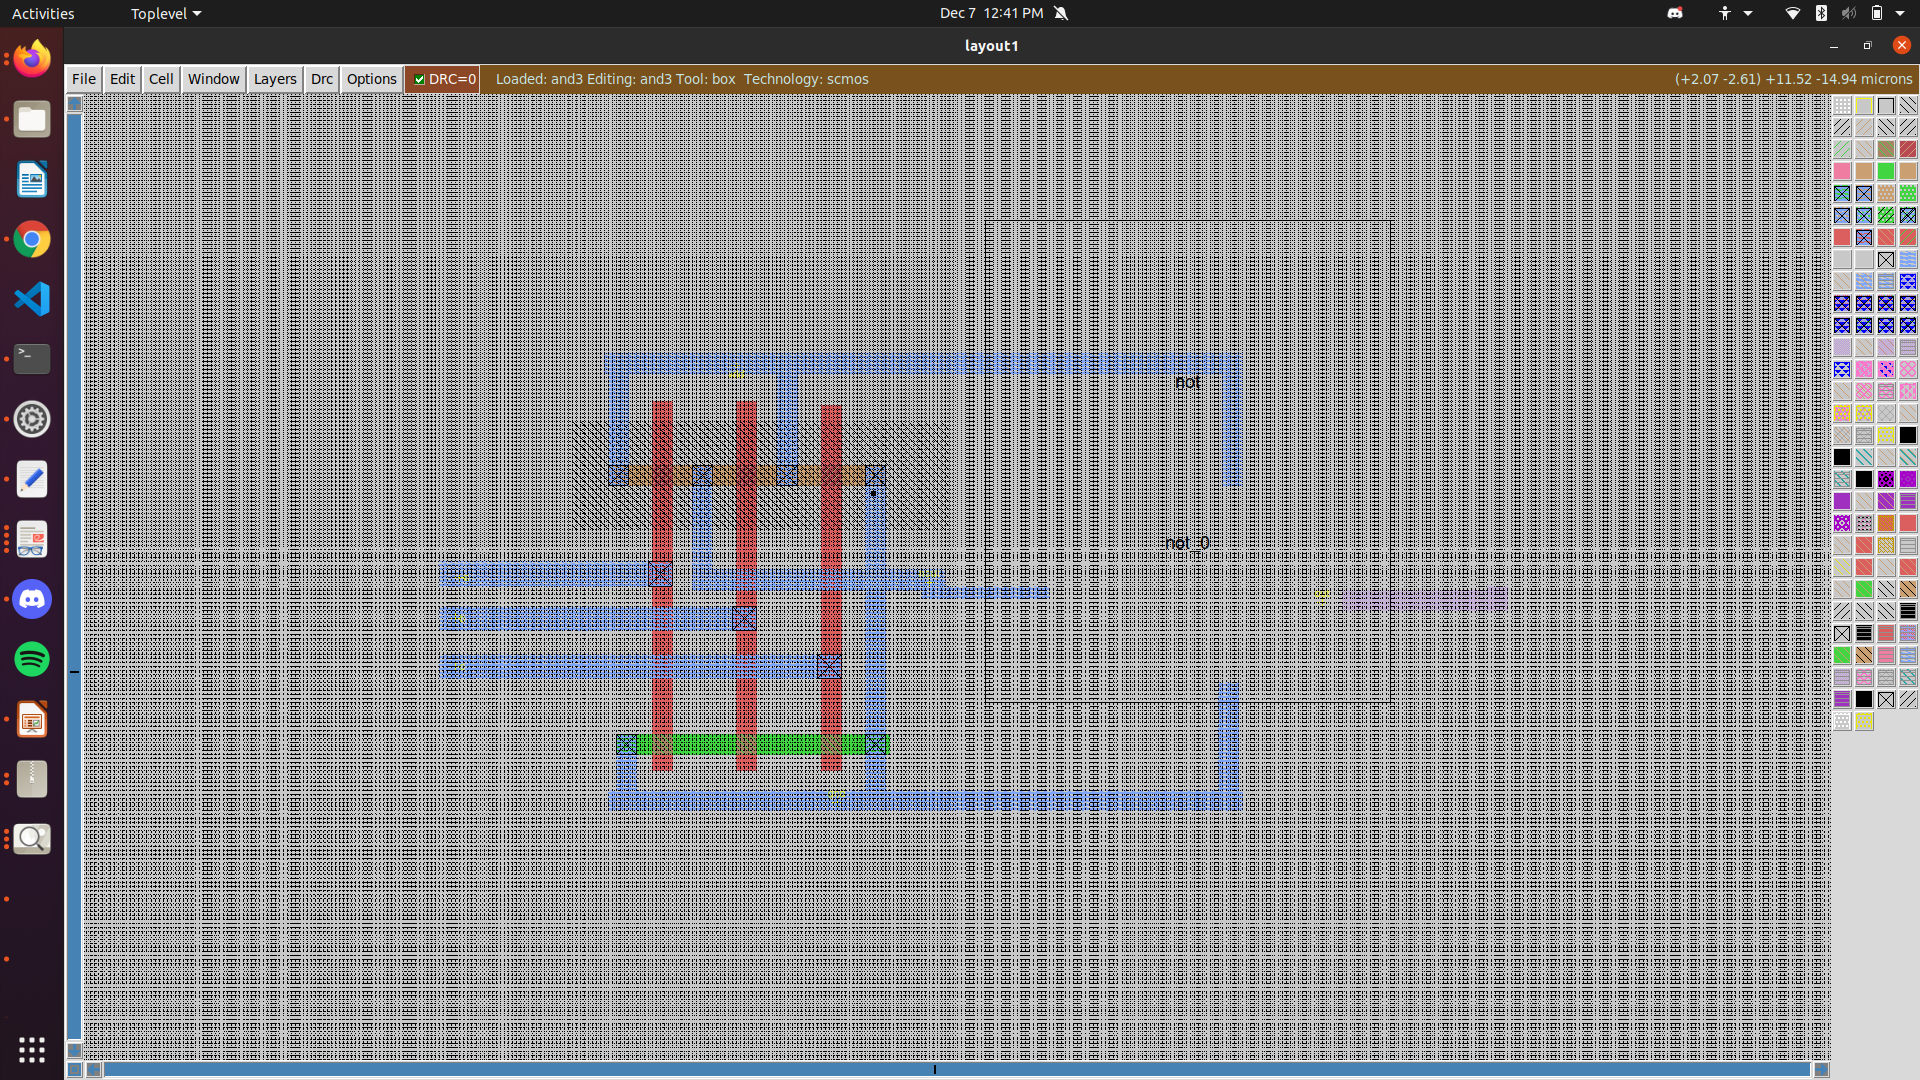 Activities
Toplevel
Dec 7 12:41 PM
layout1
File Edit Cell Window Layers Drc Options DRC=0 Loaded: and3 Editing: and3 Tool: box Technology: scmos (+2.07 -2.61) +11.52 -14.94 microns
not
not_0